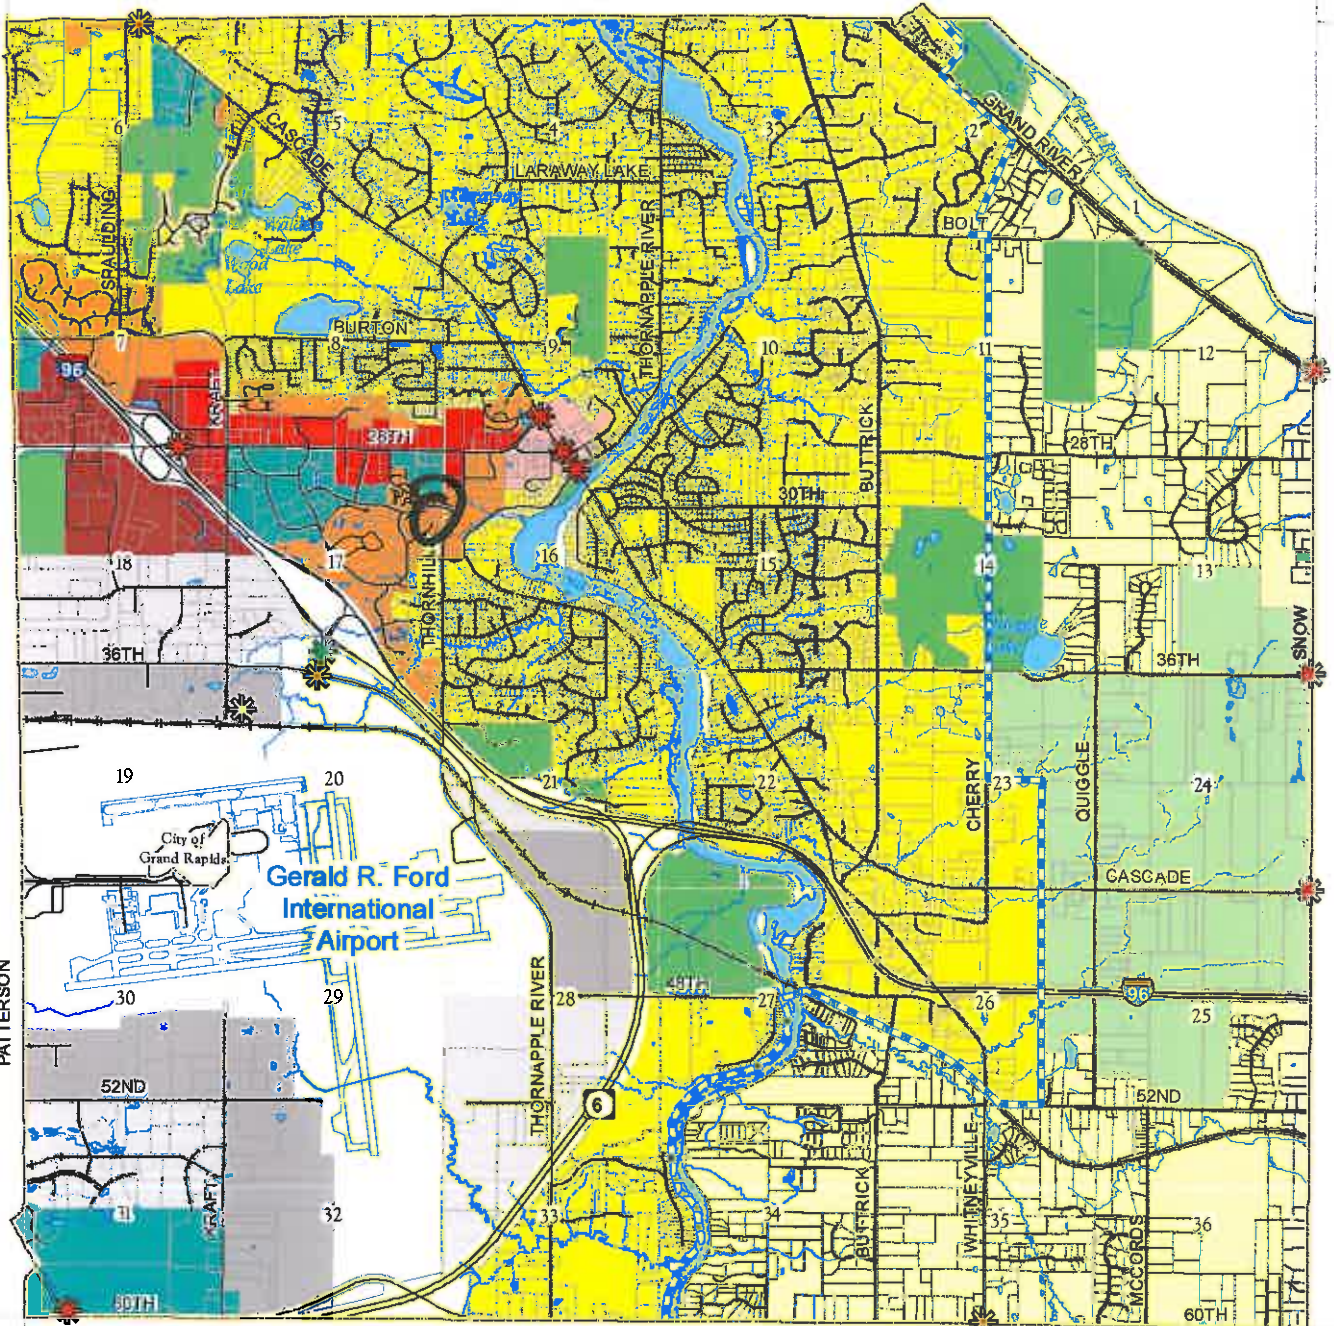 GRAND RIVER
6
CASCADE
5
4
3
2
1
LARAWAY LAKE
SPAULDING
THORNAPPLE RIVER
BOLT
Lake
Wood
Lake
BURTON
7
8
9
10
11
12
96
KRAFT
28TH
28TH
BUTTRICK
30TH
18
17
16
15
14
13
THORNHILL
SNOW
36TH
36TH
19
20
21
22
23
24
CHERRY
QUIGGLE
City of
Grand Rapids
Gerald R. Ford
International
Airport
CASCADE
PATTERSON
THORNAPPLE RIVER
48TH
96
30
29
28
27
26
25
52ND
6
52ND
KRAFT
BUTTRICK
WHITNEYVILLE
MCCORDS
31
32
33
34
35
36
60TH
60TH